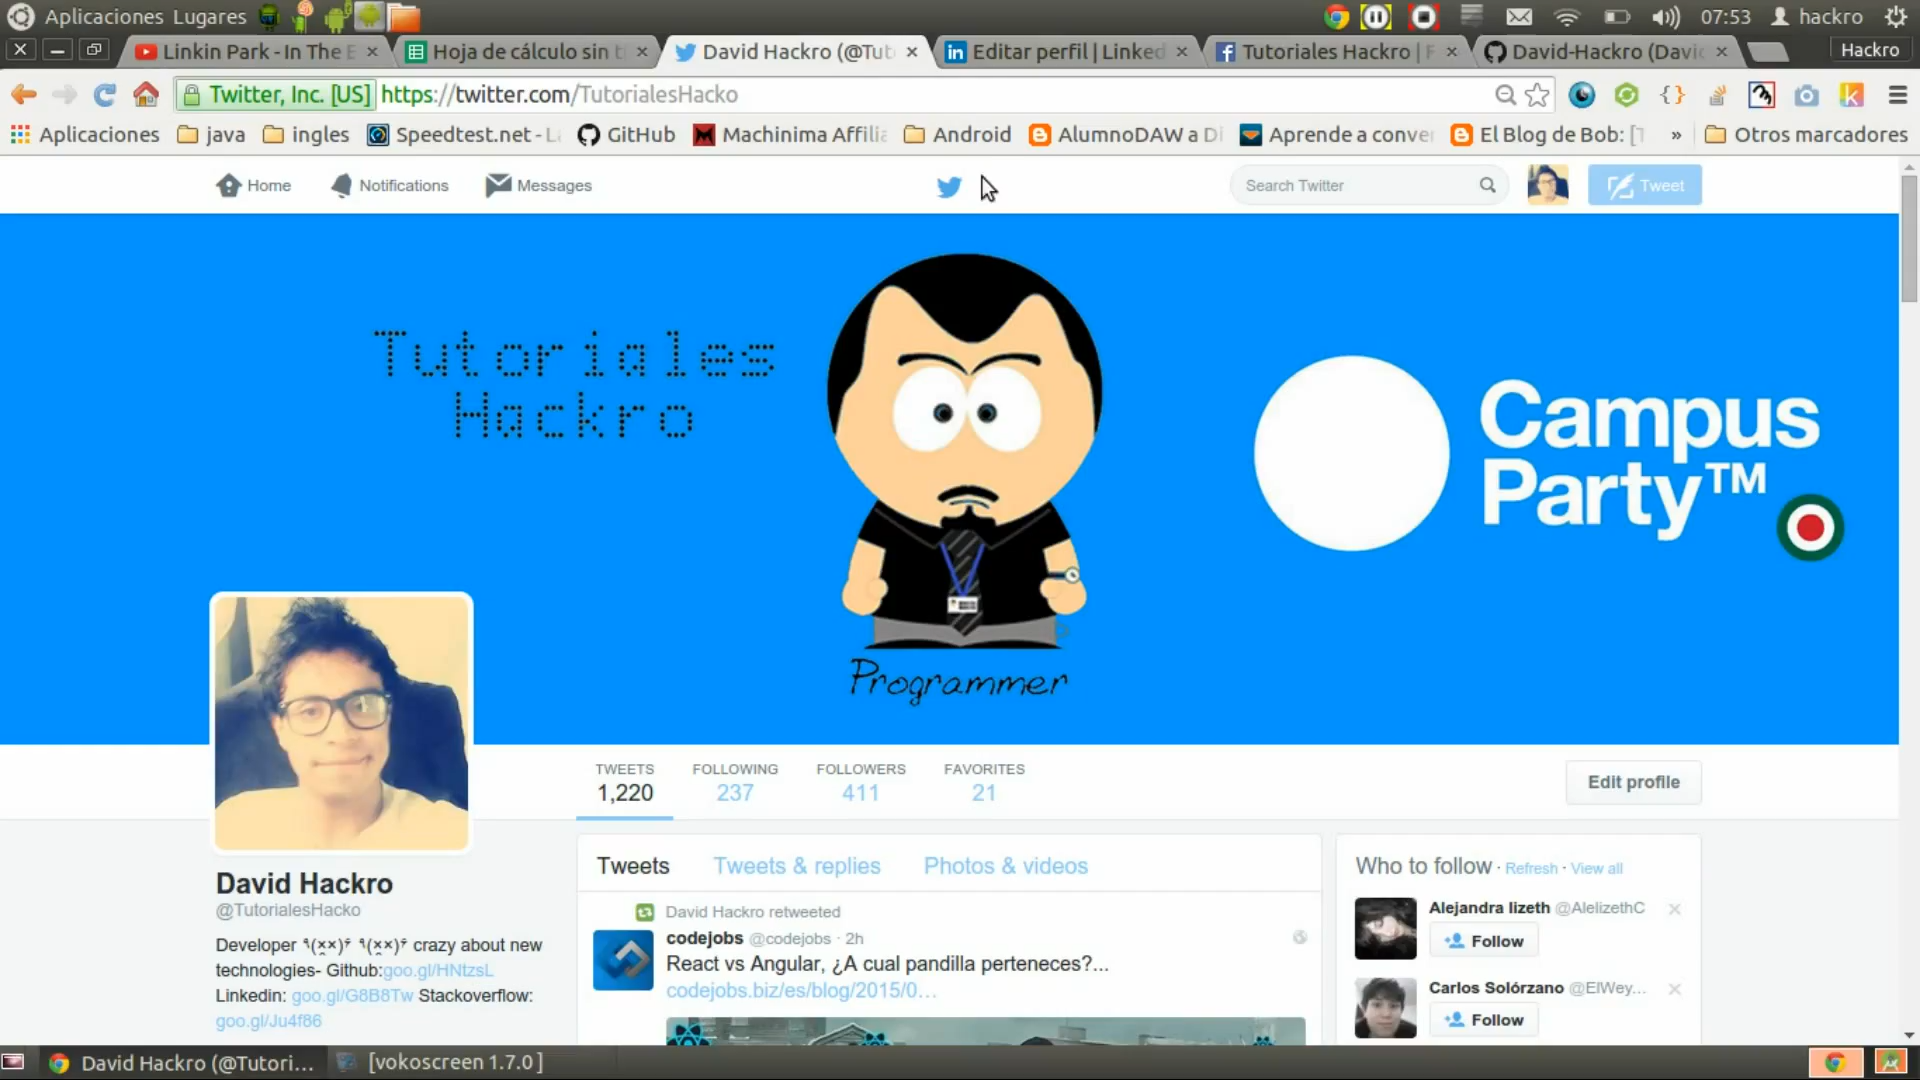 Aplicaciones Lugares
07:53 hackro
Linkin Park - In The E
Hoja de cálculo sin t
David Hackro (@Tut
Editar perfil | Linked
Tutoriales Hackro | F
David-Hackro (Davi
Hackro
Twitter, Inc. [US] https://twitter.com/TutorialesHacko
Aplicaciones java ingles Speedtest.net - L GitHub Machinima Affilia Android AlumnoDAW a Di Aprende a conver El Blog de Bob: [T » Otros marcadores
Home Notifications Messages Search Twitter Tweet
Tutoriales
Hackro
Campus
Party™
Programmer
TWEETS FOLLOWING FOLLOWERS FAVORITES
1,220 237 411 21
Edit profile
David Hackro
@TutorialesHacko
Developer ٩(××)۶ ٩(××)۶ crazy about new
technologies- Github:goo.gl/HNtzsL
Linkedin: goo.gl/G8B8Tw Stackoverflow:
goo.gl/Ju4f86
Tweets Tweets & replies Photos & videos
David Hackro retweeted
codejobs @codejobs · 2h
React vs Angular, ¿A cual pandilla perteneces?...
codejobs.biz/es/blog/2015/0…
Who to follow · Refresh · View all
Alejandra lizeth @AlelizethC
Follow
Carlos Solórzano @ElWey...
Follow
David Hackro (@Tutori...
[vokoscreen 1.7.0 ]